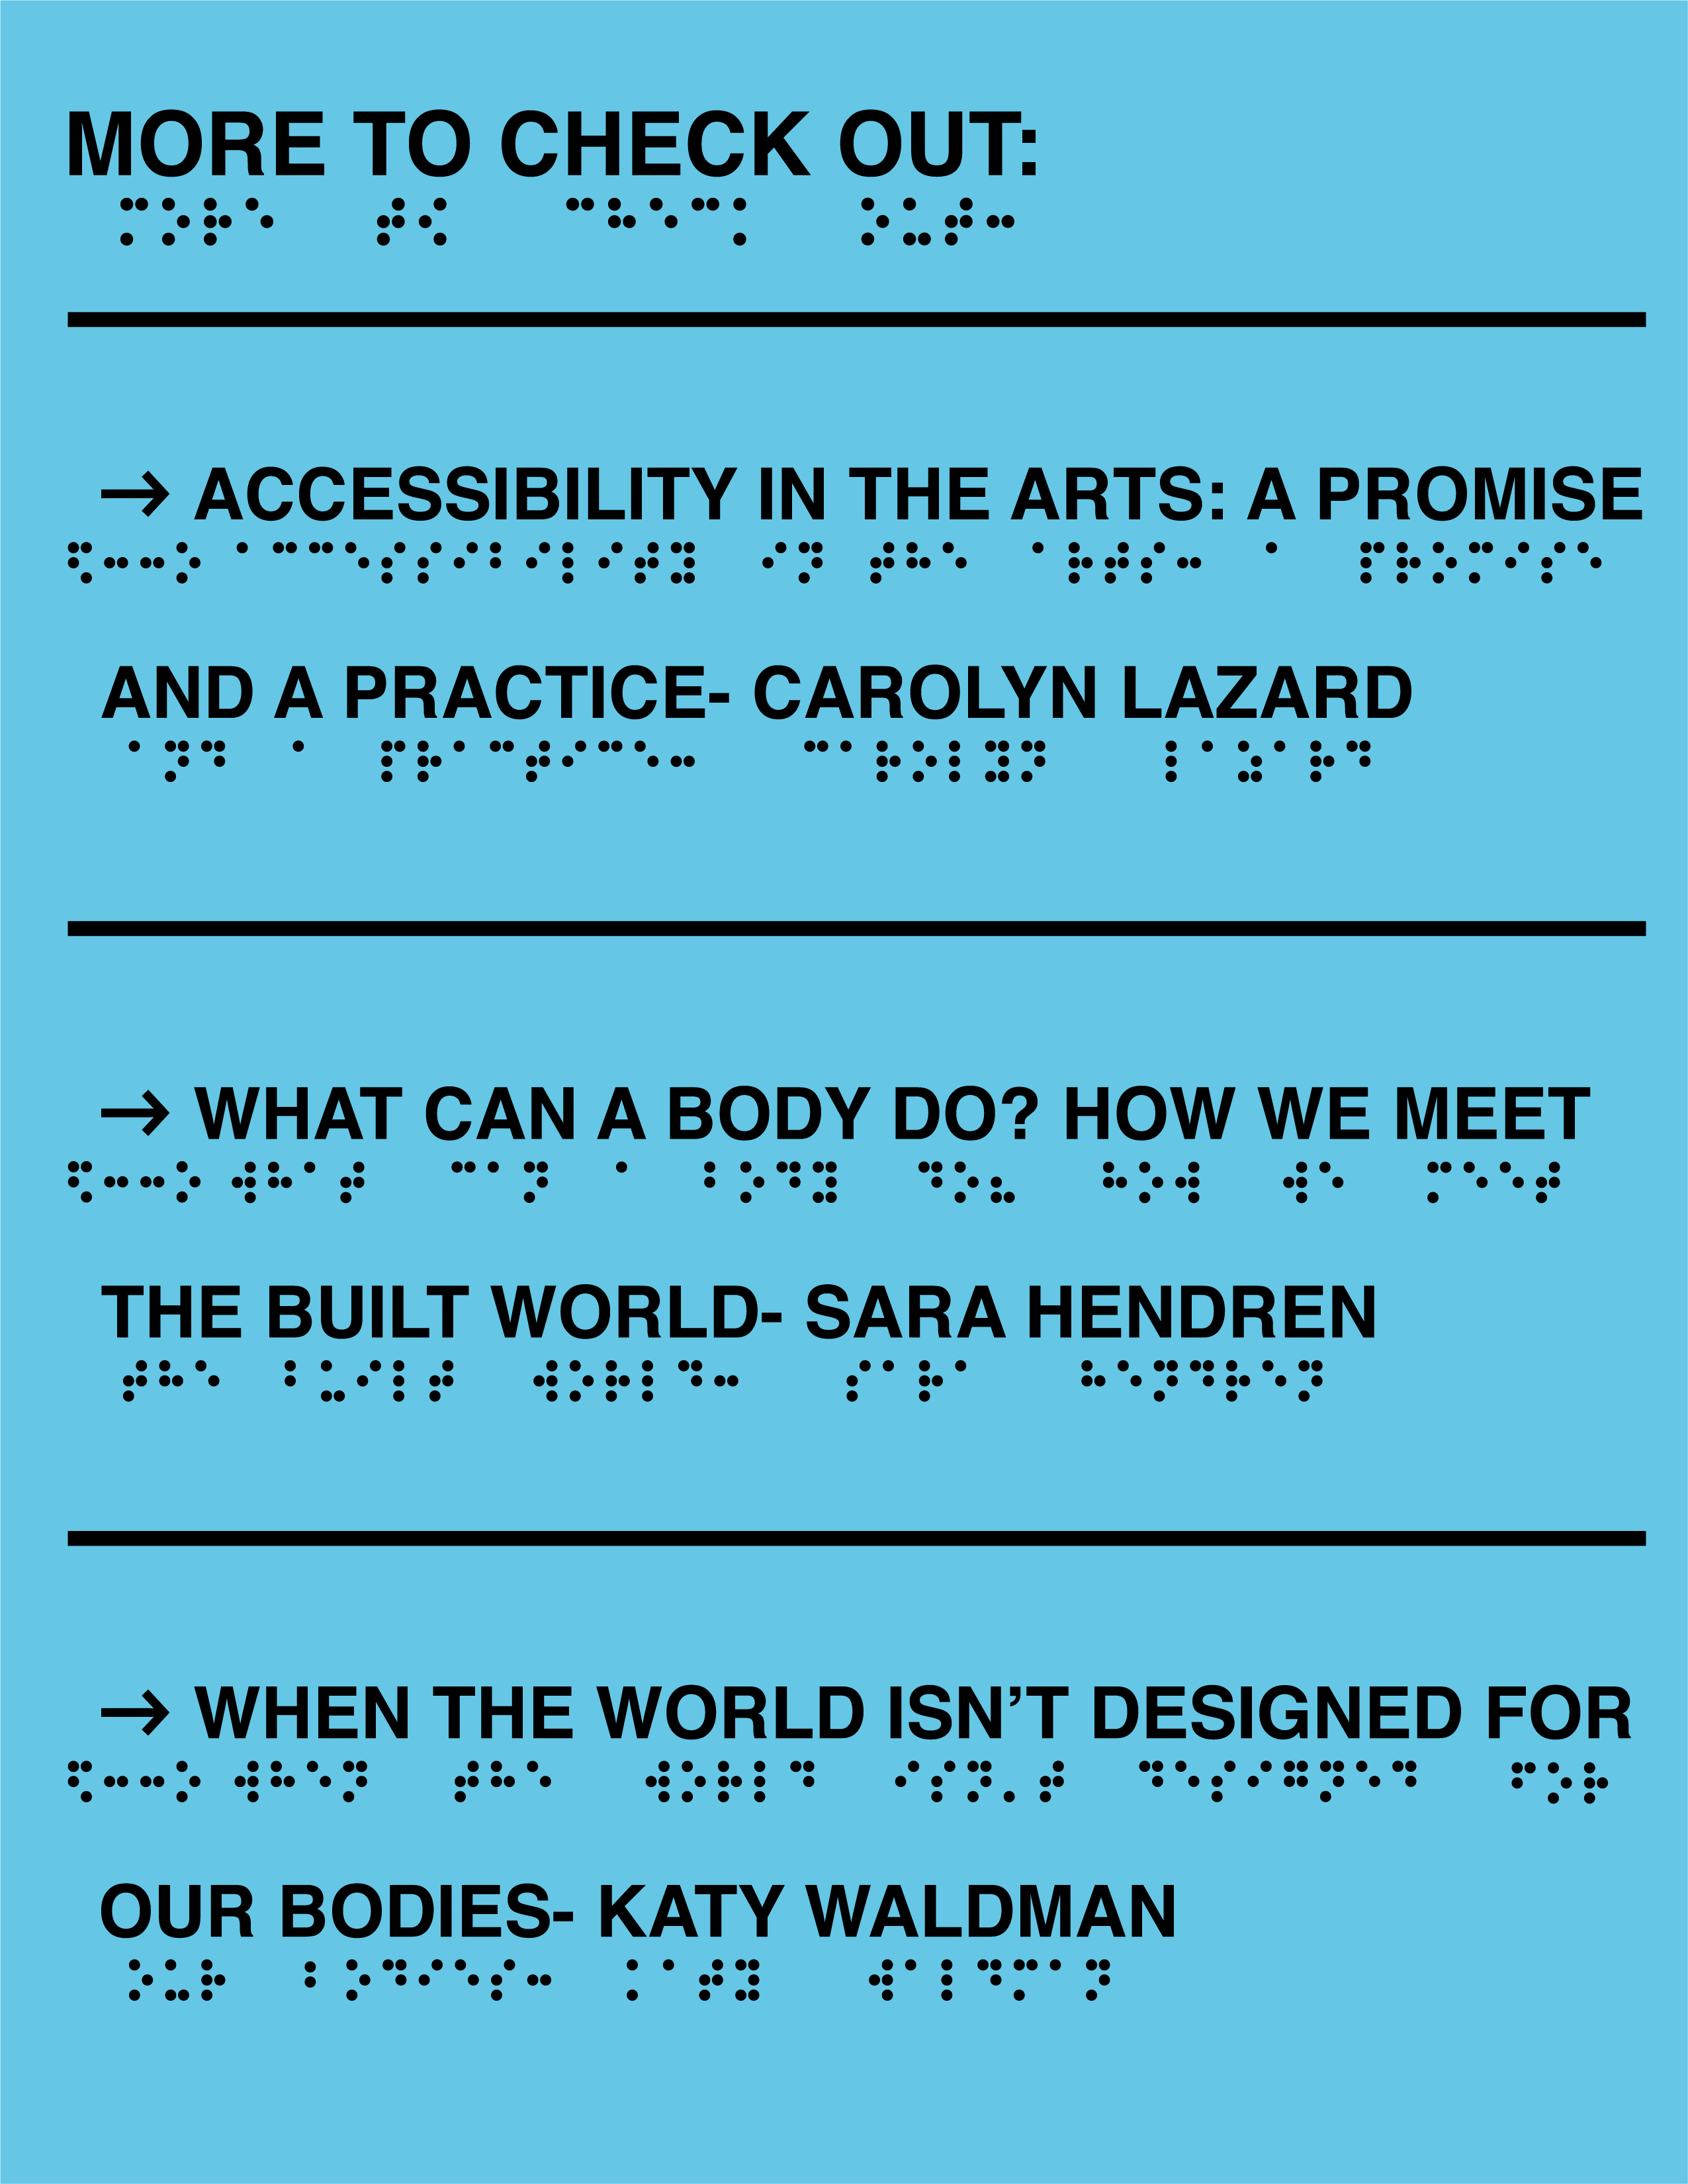 MORE TO CHECK OUT:
⠍⠕⠗⠑ ⠞⠪ ⠉⠓⠑⠉⠅ ⠕⠥⠞⠒
→ ACCESSIBILITY IN THE ARTS: A PROMISE
⠫⠒⠒⠕ ⠁⠉⠉⠑⠎⠎⠊⠃⠊⠇⠊⠞⠽ ⠊⠝ ⠞⠓⠑ ⠁⠗⠞⠎⠒ ⠁ ⠏⠗⠕⠍⠊⠎⠑
AND A PRACTICE- CAROLYN LAZARD
⠁⠝⠙ ⠁ ⠏⠗⠁⠉⠞⠊⠉⠑⠒ ⠉⠁⠗⠕⠇⠽⠝ ⠇⠁⠵⠁⠗⠙
→ WHAT CAN A BODY DO? HOW WE MEET
⠫⠒⠒⠕ ⠺⠓⠁⠞ ⠉⠁⠝ ⠁ ⠃⠕⠙⠽ ⠙⠕⠦ ⠓⠕⠺ ⠺⠑ ⠍⠑⠑⠞
THE BUILT WORLD- SARA HENDREN
⠞⠓⠑ ⠃⠥⠊⠇⠞ ⠺⠕⠗⠇⠙⠒ ⠎⠁⠗⠁ ⠓⠑⠝⠙⠗⠑⠝
→ WHEN THE WORLD ISN’T DESIGNED FOR
⠫⠒⠒⠕ ⠺⠓⠑⠝ ⠞⠓⠑ ⠺⠕⠗⠇⠙ ⠊⠎⠝⠄⠞ ⠙⠑⠎⠊⠛⠝⠑⠙ ⠋⠕⠗
OUR BODIES- KATY WALDMAN
⠕⠥⠗ ⠃⠕⠙⠊⠑⠎⠒ ⠅⠁⠞⠽ ⠺⠁⠇⠙⠍⠁⠝